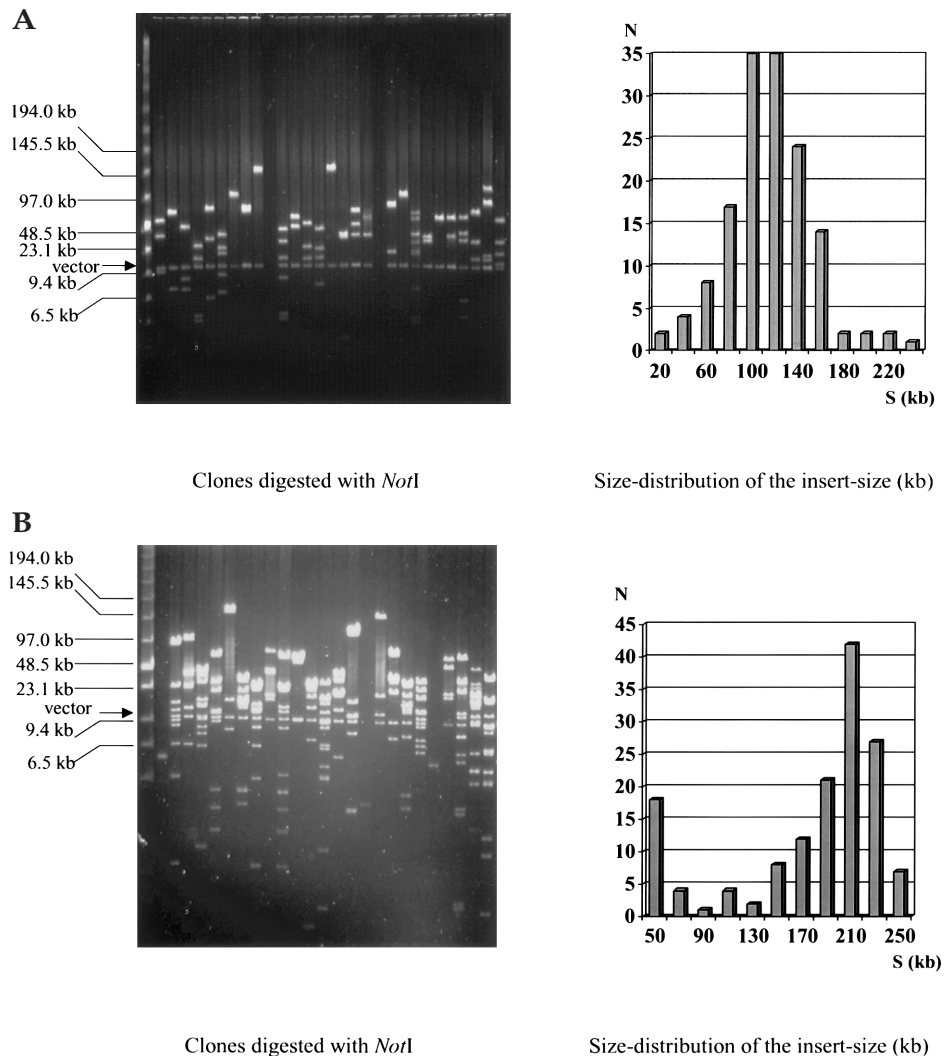 A
194.0 kb
145.5 kb
97.0 kb
48.5 kb
23.1 kb
vector
9.4 kb
6.5 kb
N
35
30
25
20
15
10
5
0
20 60 100 140 180 220
S (kb)
Clones digested with NotI
Size-distribution of the insert-size (kb)
B
194.0 kb
145.5 kb
97.0 kb
48.5 kb
23.1 kb
vector
9.4 kb
6.5 kb
N
45
40
35
30
25
20
15
10
5
0
50 90 130 170 210 250
S (kb)
Clones digested with NotI
Size-distribution of the insert-size (kb)